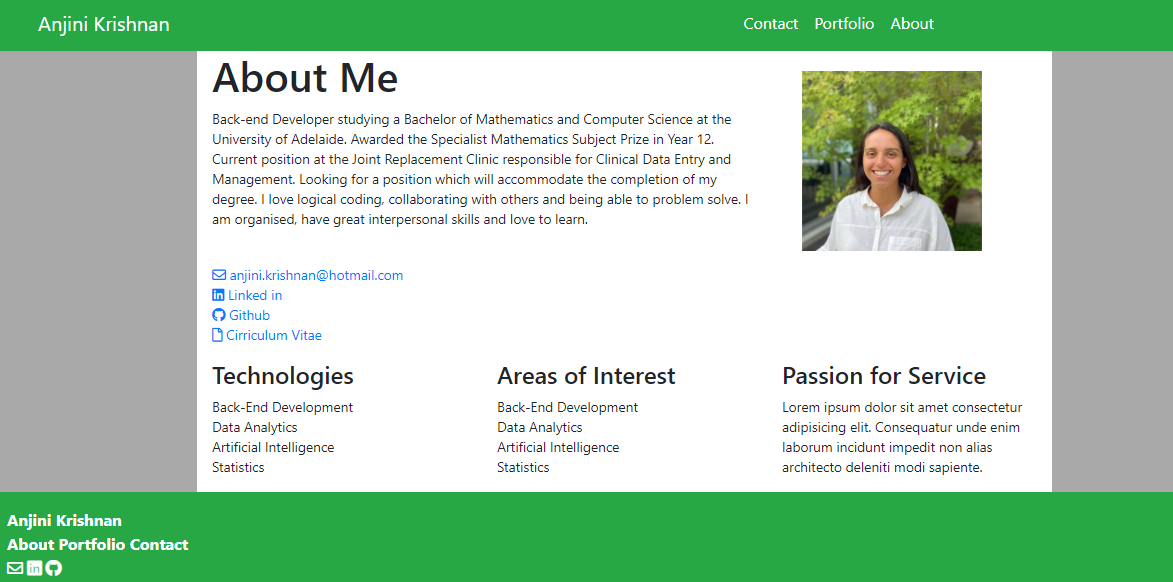 Anjini Krishnan
Contact Portfolio About
About Me
Back-end Developer studying a Bachelor of Mathematics and Computer Science at the
University of Adelaide. Awarded the Specialist Mathematics Subject Prize in Year 12.
Current position at the Joint Replacement Clinic responsible for Clinical Data Entry and
Management. Looking for a position which will accommodate the completion of my
degree. I love logical coding, collaborating with others and being able to problem solve. I
am organised, have great interpersonal skills and love to learn.
anjini.krishnan@hotmail.com
Linked in
Github
Cirriculum Vitae
Technologies
Back-End Development
Data Analytics
Artificial Intelligence
Statistics
Areas of Interest
Back-End Development
Data Analytics
Artificial Intelligence
Statistics
Passion for Service
Lorem ipsum dolor sit amet consectetur
adipisicing elit. Consequatur unde enim
laborum incidunt impedit non alias
architecto deleniti modi sapiente.
Anjini Krishnan
About Portfolio Contact